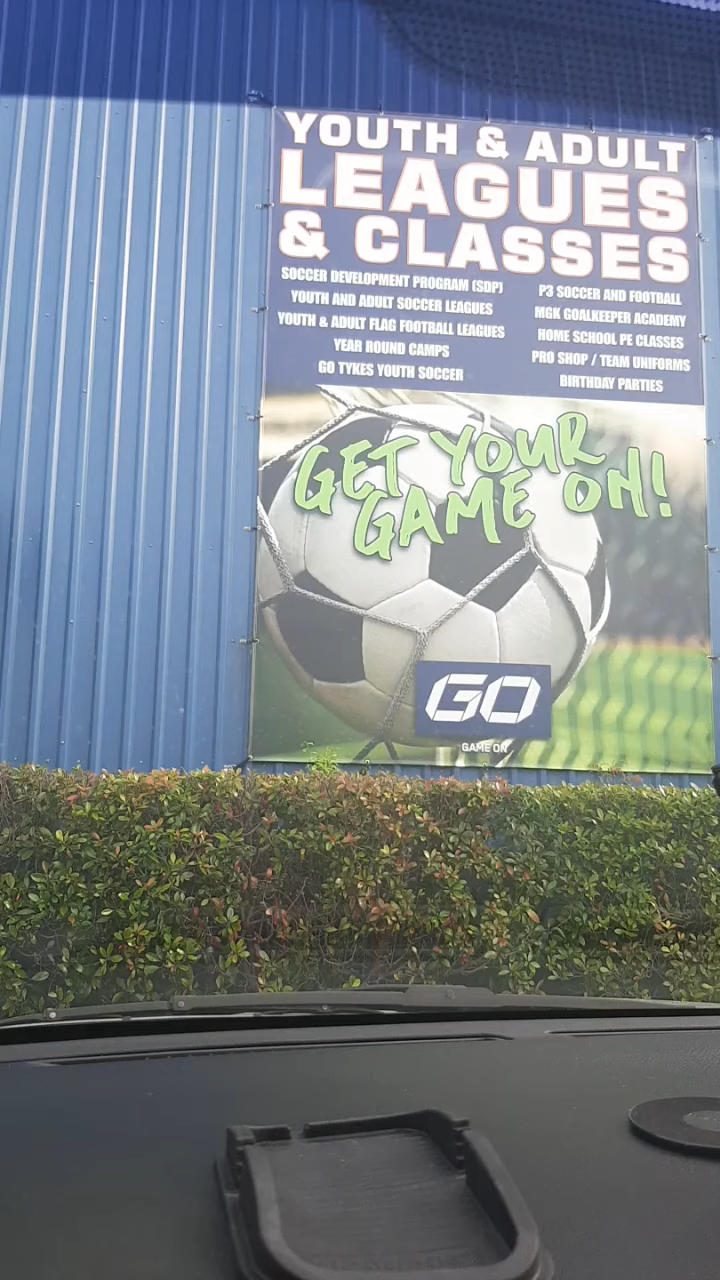 YOUTH & ADULT
LEAGUES
& CLASSES
SOCCER DEVELOPMENT PROGRAM (SDP)
YOUTH AND ADULT SOCCER LEAGUES
YOUTH & ADULT FLAG FOOTBALL LEAGUES
YEAR ROUND CAMPS
GO TYKES YOUTH SOCCER
P3 SOCCER AND FOOTBALL
MGK GOALKEEPER ACADEMY
HOME SCHOOL PE CLASSES
PRO SHOP / TEAM UNIFORMS
BIRTHDAY PARTIES
GET YOUR
GAME ON!
GO
GAME ON